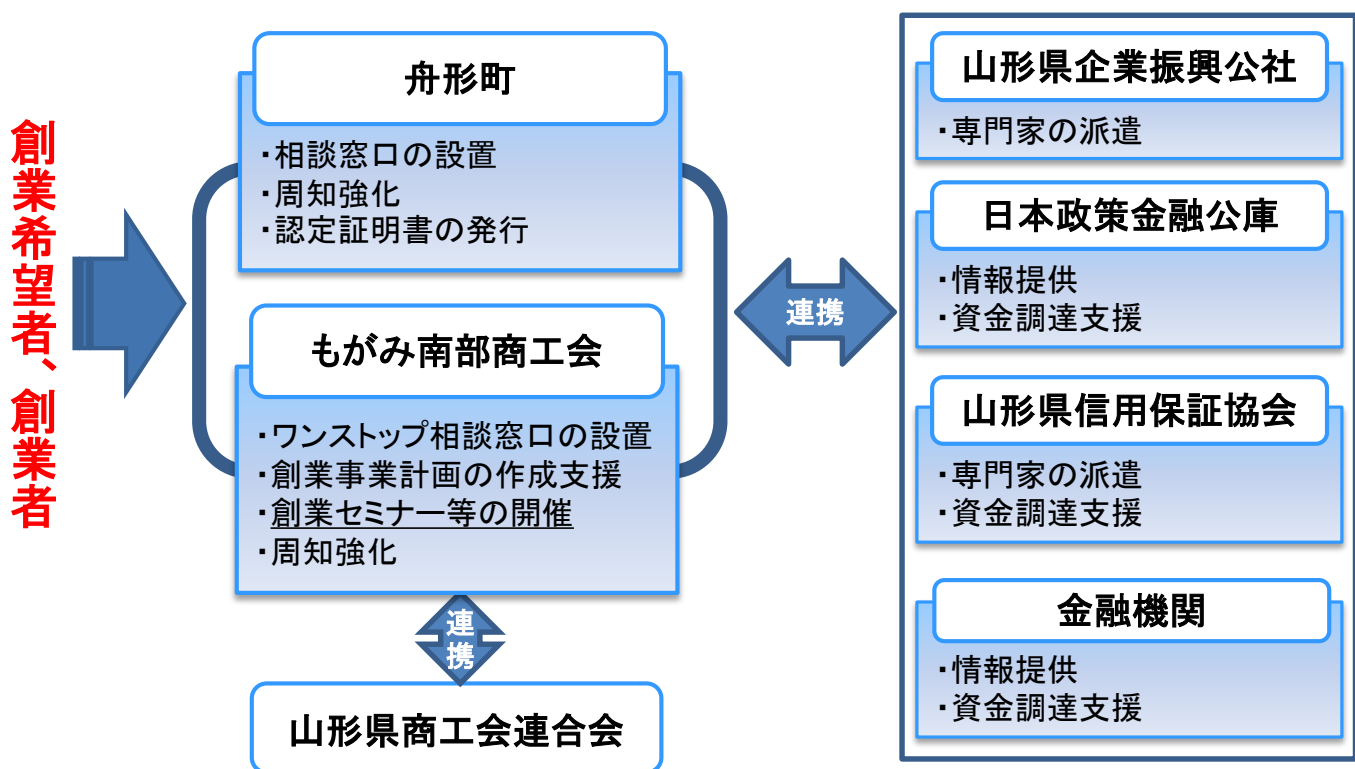 創業希望者、創業者
舟形町
・相談窓口の設置
・周知強化
・認定証明書の発行
もがみ南部商工会
・ワンストップ相談窓口の設置
・創業事業計画の作成支援
・創業セミナー等の開催
・周知強化
連携
山形県商工会連合会
連携
山形県企業振興公社
・専門家の派遣
日本政策金融公庫
・情報提供
・資金調達支援
山形県信用保証協会
・専門家の派遣
・資金調達支援
金融機関
・情報提供
・資金調達支援